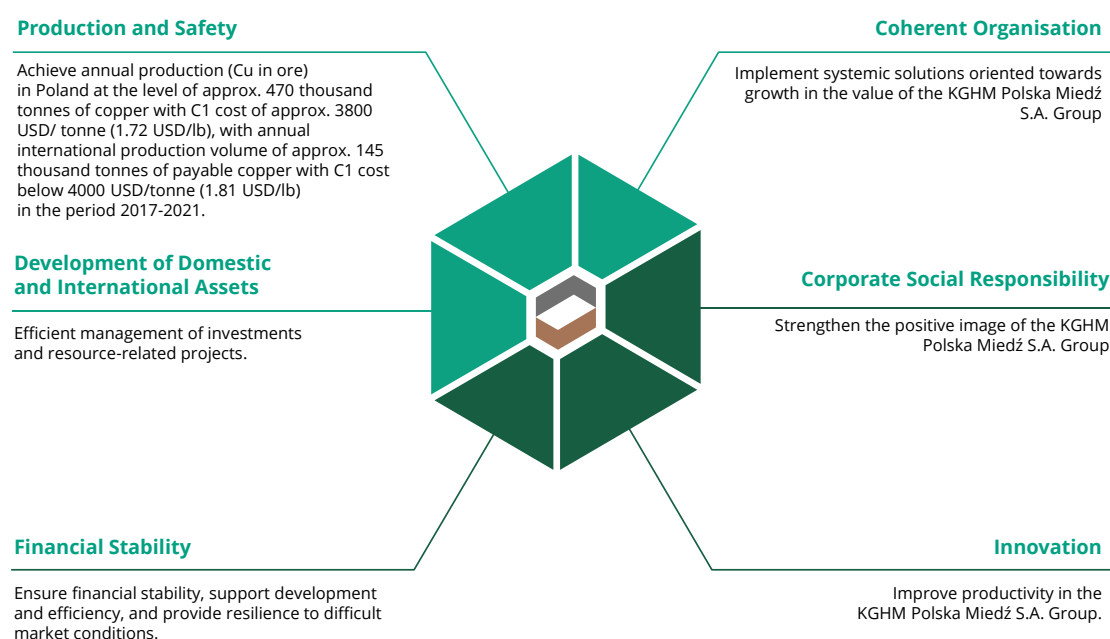 Production and Safety
Achieve annual production (Cu in ore)
in Poland at the level of approx. 470 thousand
tonnes of copper with C1 cost of approx. 3800
USD/ tonne (1.72 USD/lb), with annual
international production volume of approx. 145
thousand tonnes of payable copper with C1 cost
below 4000 USD/tonne (1.81 USD/lb)
in the period 2017-2021.
Coherent Organisation
Implement systemic solutions oriented towards
growth in the value of the KGHM Polska Miedź
S.A. Group
Development of Domestic
and International Assets
Efficient management of investments
and resource-related projects.
Corporate Social Responsibility
Strengthen the positive image of the KGHM
Polska Miedź S.A. Group
Financial Stability
Ensure financial stability, support development
and efficiency, and provide resilience to difficult
market conditions.
Innovation
Improve productivity in the
KGHM Polska Miedź S.A. Group.